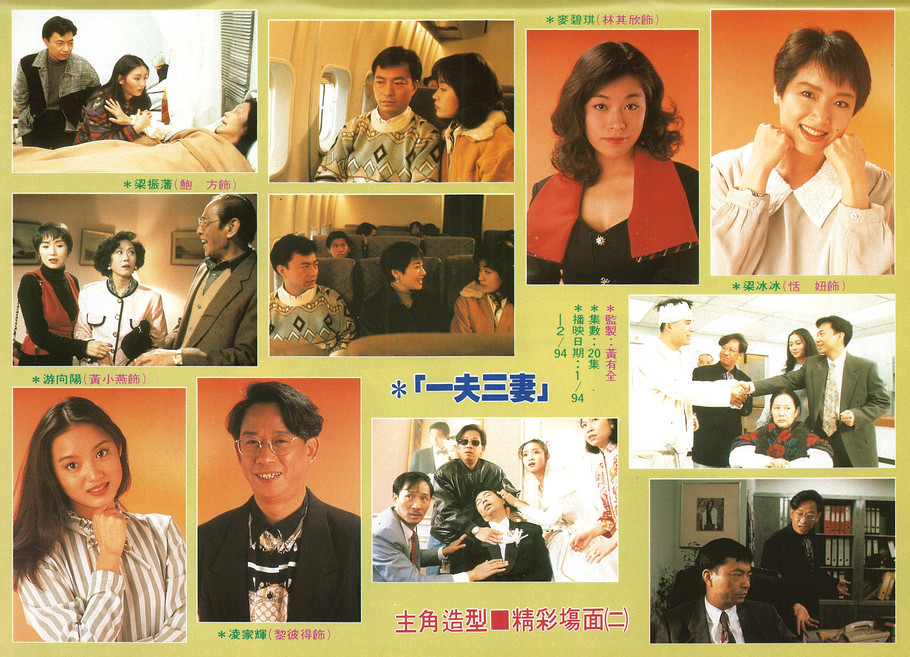 *麥碧琪(林其欣飾)
*梁振藩(鮑　方飾)
*梁冰冰(恬　妞飾)
*監製：黃有全
*集數：20集
*播映日期：1/94
—2/94
*游向陽(黃小燕飾)
*「一夫三妻」
*凌家輝(黎彼得飾)
主角造型■精彩場面(二)